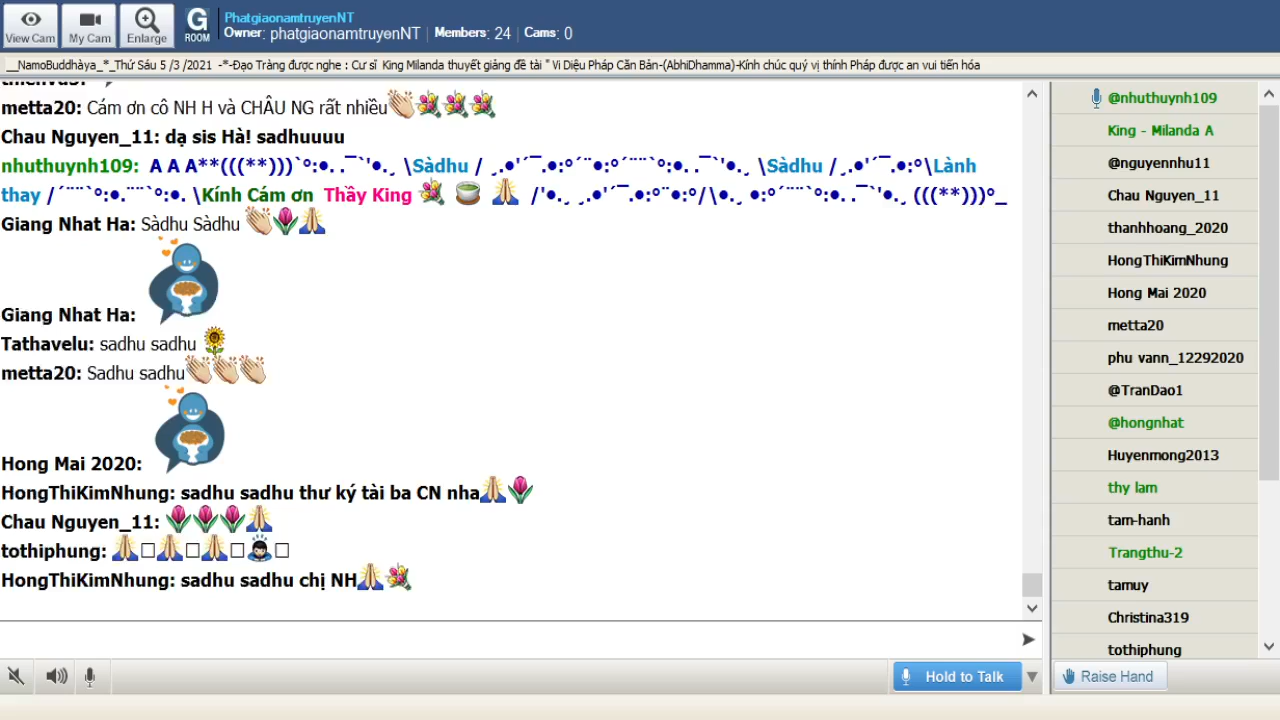 View Cam
My Cam
Enlarge
G
ROOM
PhatgiaonamtruyenNT
Owner: phatgiaonamtruyenNT | Members: 24 | Cams: 0
__NamoBuddhàya_*_Thứ Sáu 5 /3 /2021 -*-Đạo Tràng được nghe : Cư sĩ King Milanda thuyết giảng đề tài " Vi Diệu Pháp Căn Bản-(AbhiDhamma)-Kính chúc quý vị thính Pháp được an vui tiến hóa
metta20: Cám ơn cô NH H và CHÂU NG rất nhiều👏💐💐💐
Chau Nguyen_11: dạ sis Hà! sadhuuuu
nhuthuynh109: A A A**(((**)))`°:•. .¯`'•.¸ \Sàdhu / ¸.•'´¯.•:°´¨•:°´¨¨`°:•. .¯`'•.¸ \Sàdhu /¸.•'´¯.•:°\Lành
thay /´¨¨`°:•.¨¨`°:•. \Kính Cám ơn Thầy King 💐 🍵 🙏 /'•.¸ ¸.•'´¯.•:°¨•:°/\•.¸ •:°´¨¨`°:•. .¯`'•.¸ (((**)))°_
Giang Nhat Ha: Sàdhu Sàdhu 👏🌷🙏
Giang Nhat Ha:
Tathavelu: sadhu sadhu 🌻
metta20: Sadhu sadhu👏👏👏
Hong Mai 2020:
HongThiKimNhung: sadhu sadhu thư ký tài ba CN nha🙏🌷
Chau Nguyen_11: 🌷🌷🌷🙏
tothiphung: 🙏□🙏□🙏□🙇□
HongThiKimNhung: sadhu sadhu chị NH🙏💐
@nhuthuynh109
King - Milanda A
@nguyennhu11
Chau Nguyen_11
thanhhoang_2020
HongThiKimNhung
Hong Mai 2020
metta20
phu vann_12292020
@TranDao1
@hongnhat
Huyenmong2013
thy lam
tam-hanh
Trangthu-2
tamuy
Christina319
tothiphung
Hold to Talk
Raise Hand